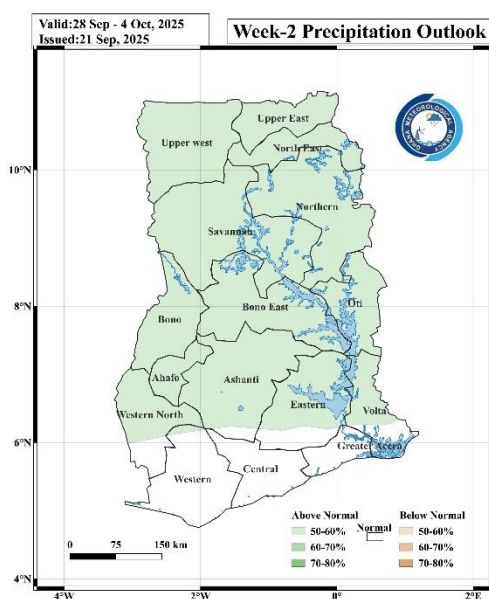 Valid:28 Sep - 4 Oct, 2025
Issued:21 Sep, 2025
Week-2 Precipitation Outlook
Upper East
Upper west
North East
GHANA METEOROLOGICAL AGENCY
10°N
Northern
Savannah
8°N
Bono East
Oti
Bono
Ahafo
Ashanti
Eastern
Western North
Volta
6°N
Greater Accra
Central
Western
Above Normal
Normal
Below Normal
50-60%
50-60%
60-70%
60-70%
70-80%
70-80%
0 75 150 km
4°N
4°W
2°W
0°
2°E